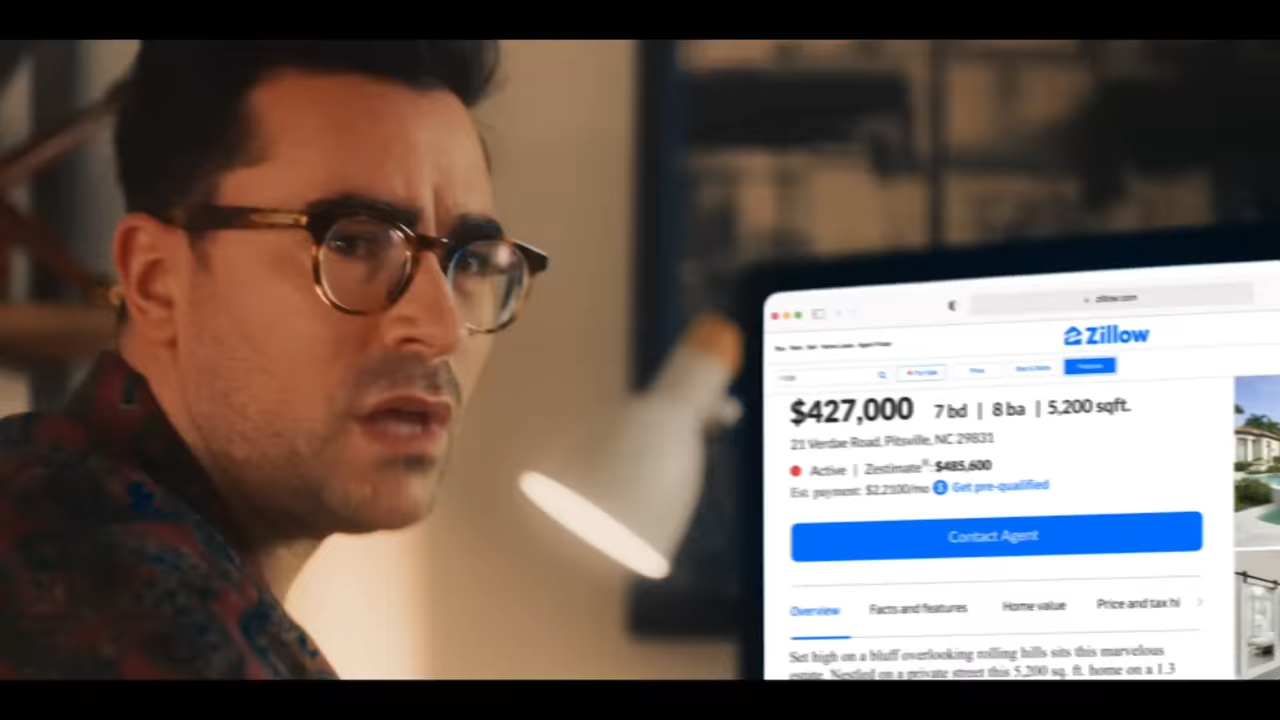 zillow.com
Zillow
$427,000 7 bd | 8 ba | 5,200 sqft.
21 Verdae Road, Pitsville, NC 29831
Active | Zestimate®: $485,600
Est. payment: $2,2100/mo $ Get pre-qualified
Contact Agent
Overview Facts and features Home value Price and tax hi
Set high on a bluff overlooking rolling hills sits this marvelous
estate. Nestled on a private street this 5,200 sq. ft. home on a 1.3